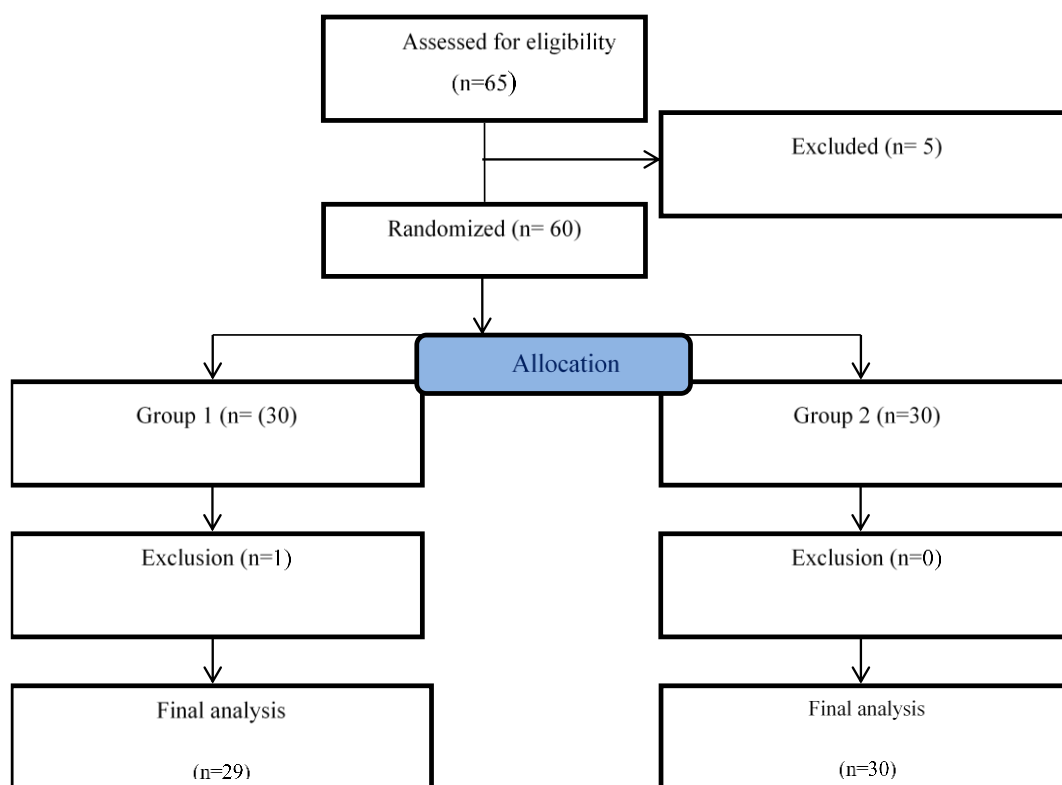 Assessed for eligibility
(n=65)
Excluded (n= 5)
Randomized (n= 60)
Allocation
Group 1 (n= (30)
Group 2 (n=30)
Exclusion (n=1)
Exclusion (n=0)
Final analysis
(n=29)
Final analysis
(n=30)